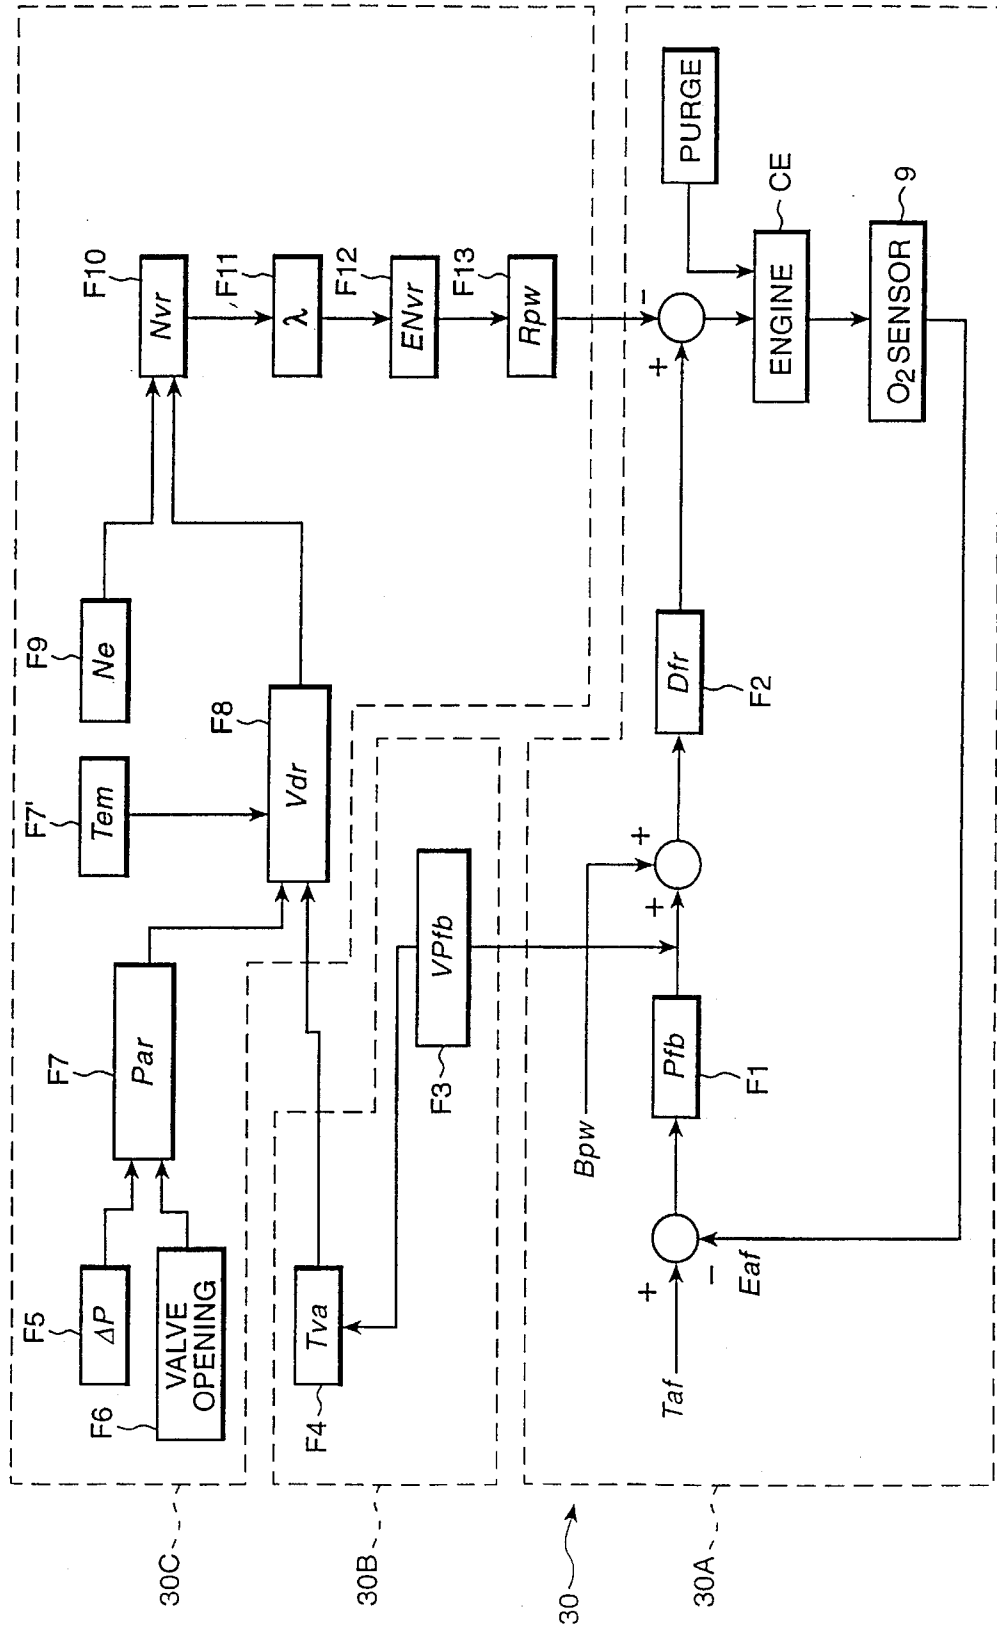 30C
F5
ΔP
F6
VALVE
OPENING
F7
Par
F7'
Tem
F8
Vdr
F9
Ne
F10
Nvr
F11
λ
F12
ENvr
F13
Rpw
30B
F4
Tva
F3
VPfb
30
30A
Taf
+
−
Eaf
Pfb
F1
Bpw
+
+
Dfr
F2
+
−
PURGE
ENGINE
CE
O2 SENSOR
9